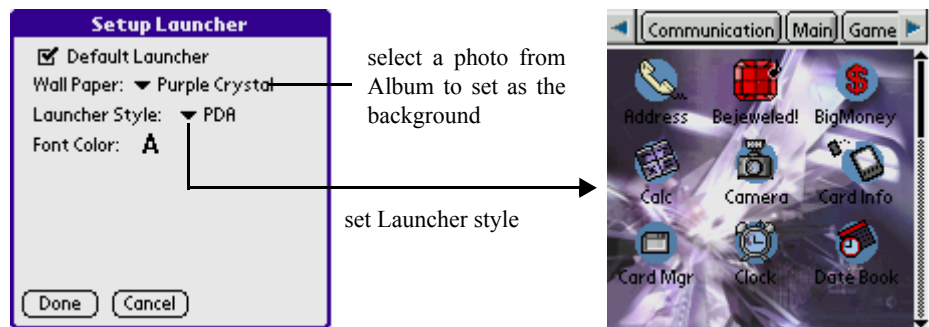 Setup Launcher
Default Launcher
Wall Paper: Purple Crystal
Launcher Style: PDA
Font Color: A
Done Cancel
select a photo from
Album to set as the
background
set Launcher style
Communication Main Game
Address Bejeweled! BigMoney
Calc Camera Card Info
Card Mgr Clock Date Book